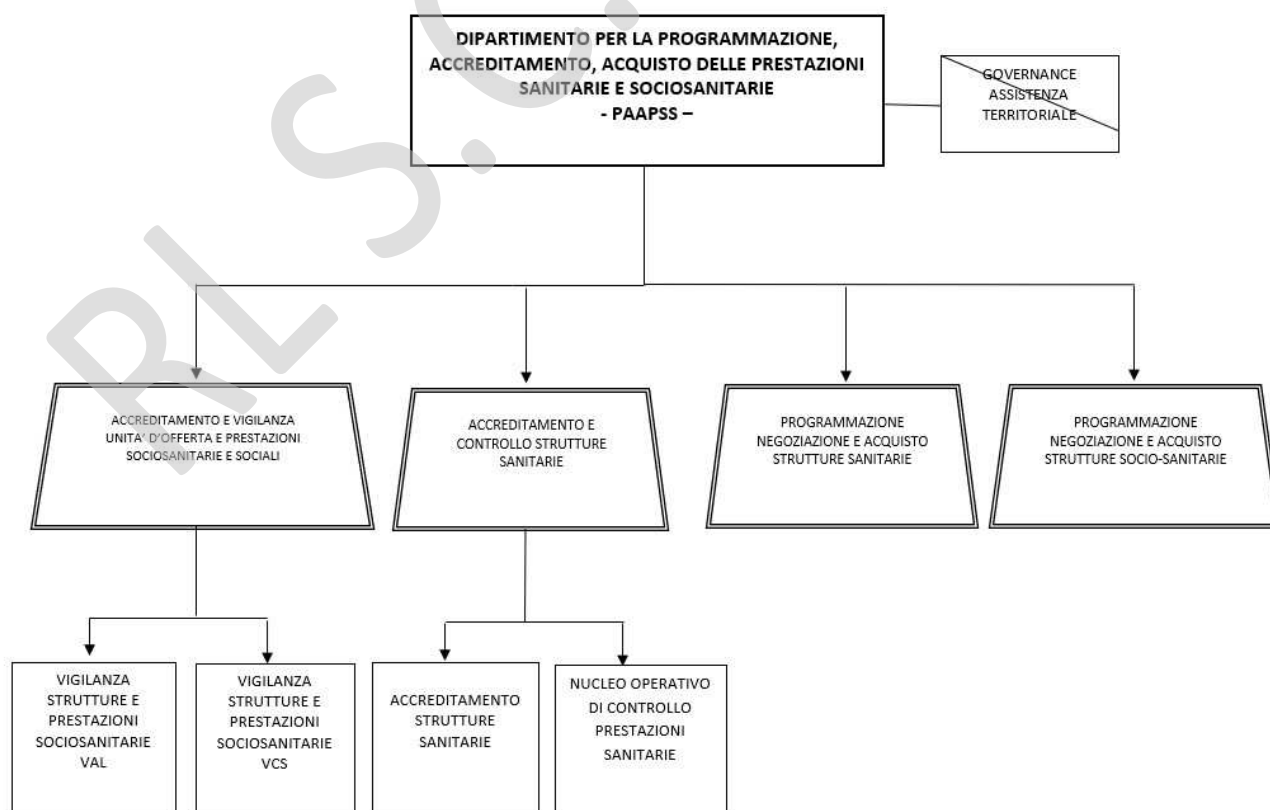 DIPARTIMENTO PER LA PROGRAMMAZIONE,
ACCREDITAMENTO, ACQUISTO DELLE PRESTAZIONI
SANITARIE E SOCIOSANITARIE
- PAAPSS –
GOVERNANCE
ASSISTENZA
TERRITORIALE
ACCREDITAMENTO E VIGILANZA
UNITA' D'OFFERTA E PRESTAZIONI
SOCIOSANITARIE E SOCIALI
ACCREDITAMENTO E
CONTROLLO STRUTTURE
SANITARIE
PROGRAMMAZIONE
NEGOZIAZIONE E ACQUISTO
STRUTTURE SANITARIE
PROGRAMMAZIONE
NEGOZIAZIONE E ACQUISTO
STRUTTURE SOCIO-SANITARIE
VIGILANZA
STRUTTURE E
PRESTAZIONI
SOCIOSANITARIE
VAL
VIGILANZA
STRUTTURE E
PRESTAZIONI
SOCIOSANITARIE
VCS
ACCREDITAMENTO
STRUTTURE
SANITARIE
NUCLEO OPERATIVO
DI CONTROLLO
PRESTAZIONI
SANITARIE
RL S.C.